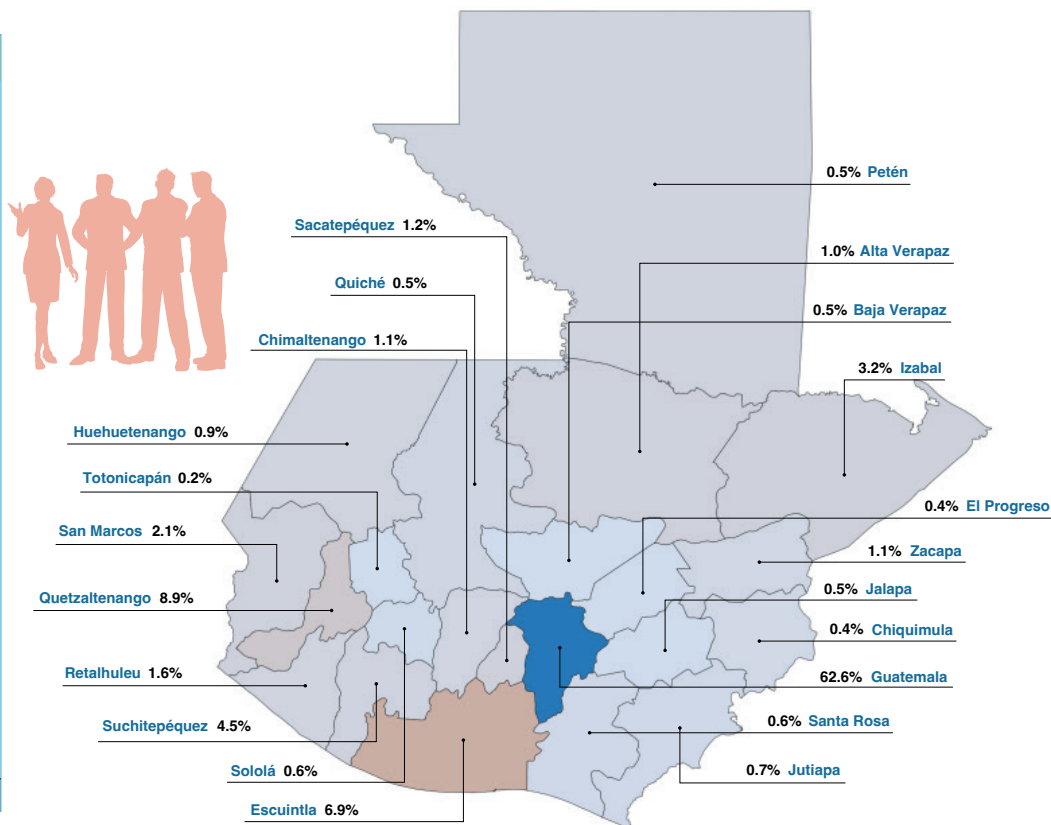 0.5% Petén
Sacatepéquez 1.2%
1.0% Alta Verapaz
Quiché 0.5%
0.5% Baja Verapaz
Chimaltenango 1.1%
3.2% Izabal
Huehuetenango 0.9%
Totonicapán 0.2%
0.4% El Progreso
San Marcos 2.1%
1.1% Zacapa
0.5% Jalapa
Quetzaltenango 8.9%
0.4% Chiquimula
Retalhuleu 1.6%
62.6% Guatemala
0.6% Santa Rosa
Suchitepéquez 4.5%
Sololá 0.6%
0.7% Jutiapa
Escuintla 6.9%